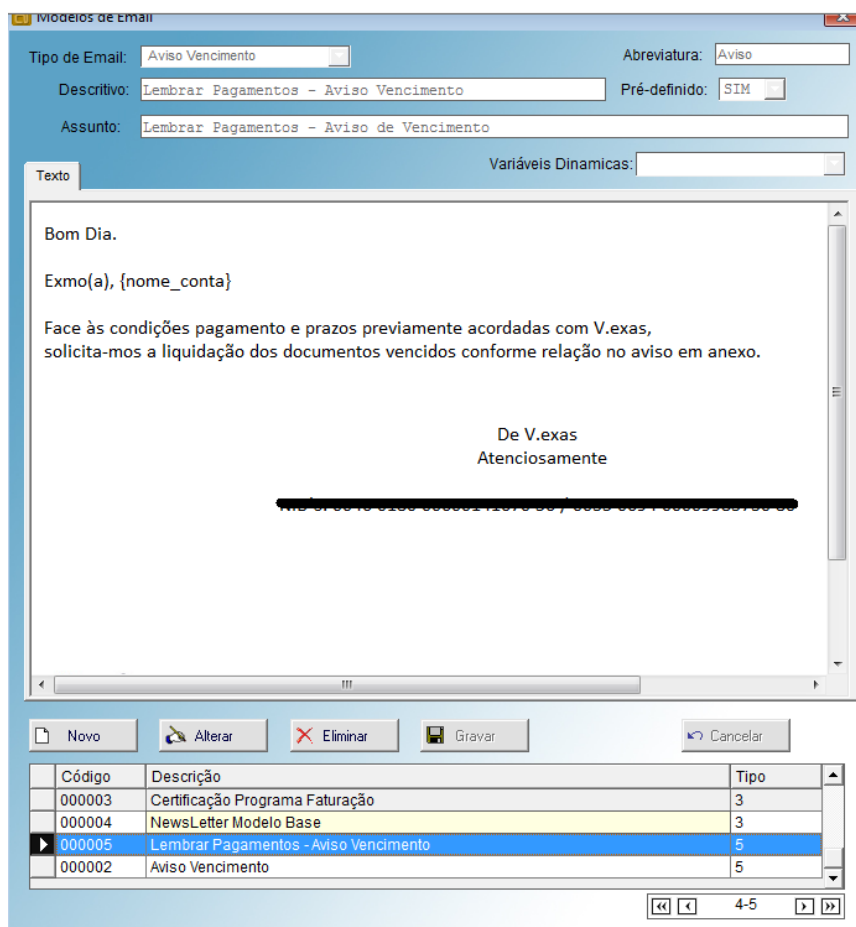 Modelos de Email
Tipo de Email: Aviso Vencimento Abreviatura: Aviso
Descritivo: Lembrar Pagamentos - Aviso Vencimento Pré-definido: SIM
Assunto: Lembrar Pagamentos - Aviso de Vencimento
Variáveis Dinamicas:
Texto
Bom Dia.
Exmo(a), {nome_conta}
Face às condições pagamento e prazos previamente acordadas com V.exas,
solicita-mos a liquidação dos documentos vencidos conforme relação no aviso em anexo.
De V.exas
Atenciosamente
Novo Alterar Eliminar Gravar Cancelar
Código Descrição Tipo
000003 Certificação Programa Faturação 3
000004 NewsLetter Modelo Base 3
000005 Lembrar Pagamentos - Aviso Vencimento 5
000002 Aviso Vencimento 5
4-5